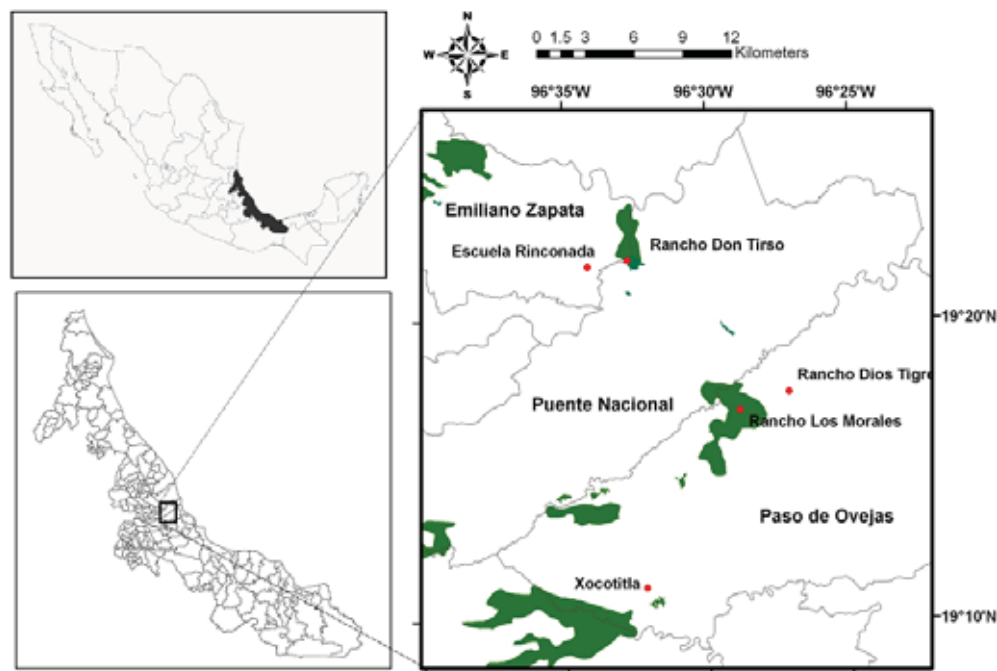 N
W E
S
0 1.5 3 6 9 12
Kilometers
96°35'W 96°30'W 96°25'W
Emiliano Zapata
Rancho Don Tirso
Escuela Rinconada
19°20'N
Rancho Dios Tigre
Puente Nacional
Rancho Los Morales
Paso de Ovejas
Xocotitla
19°10'N